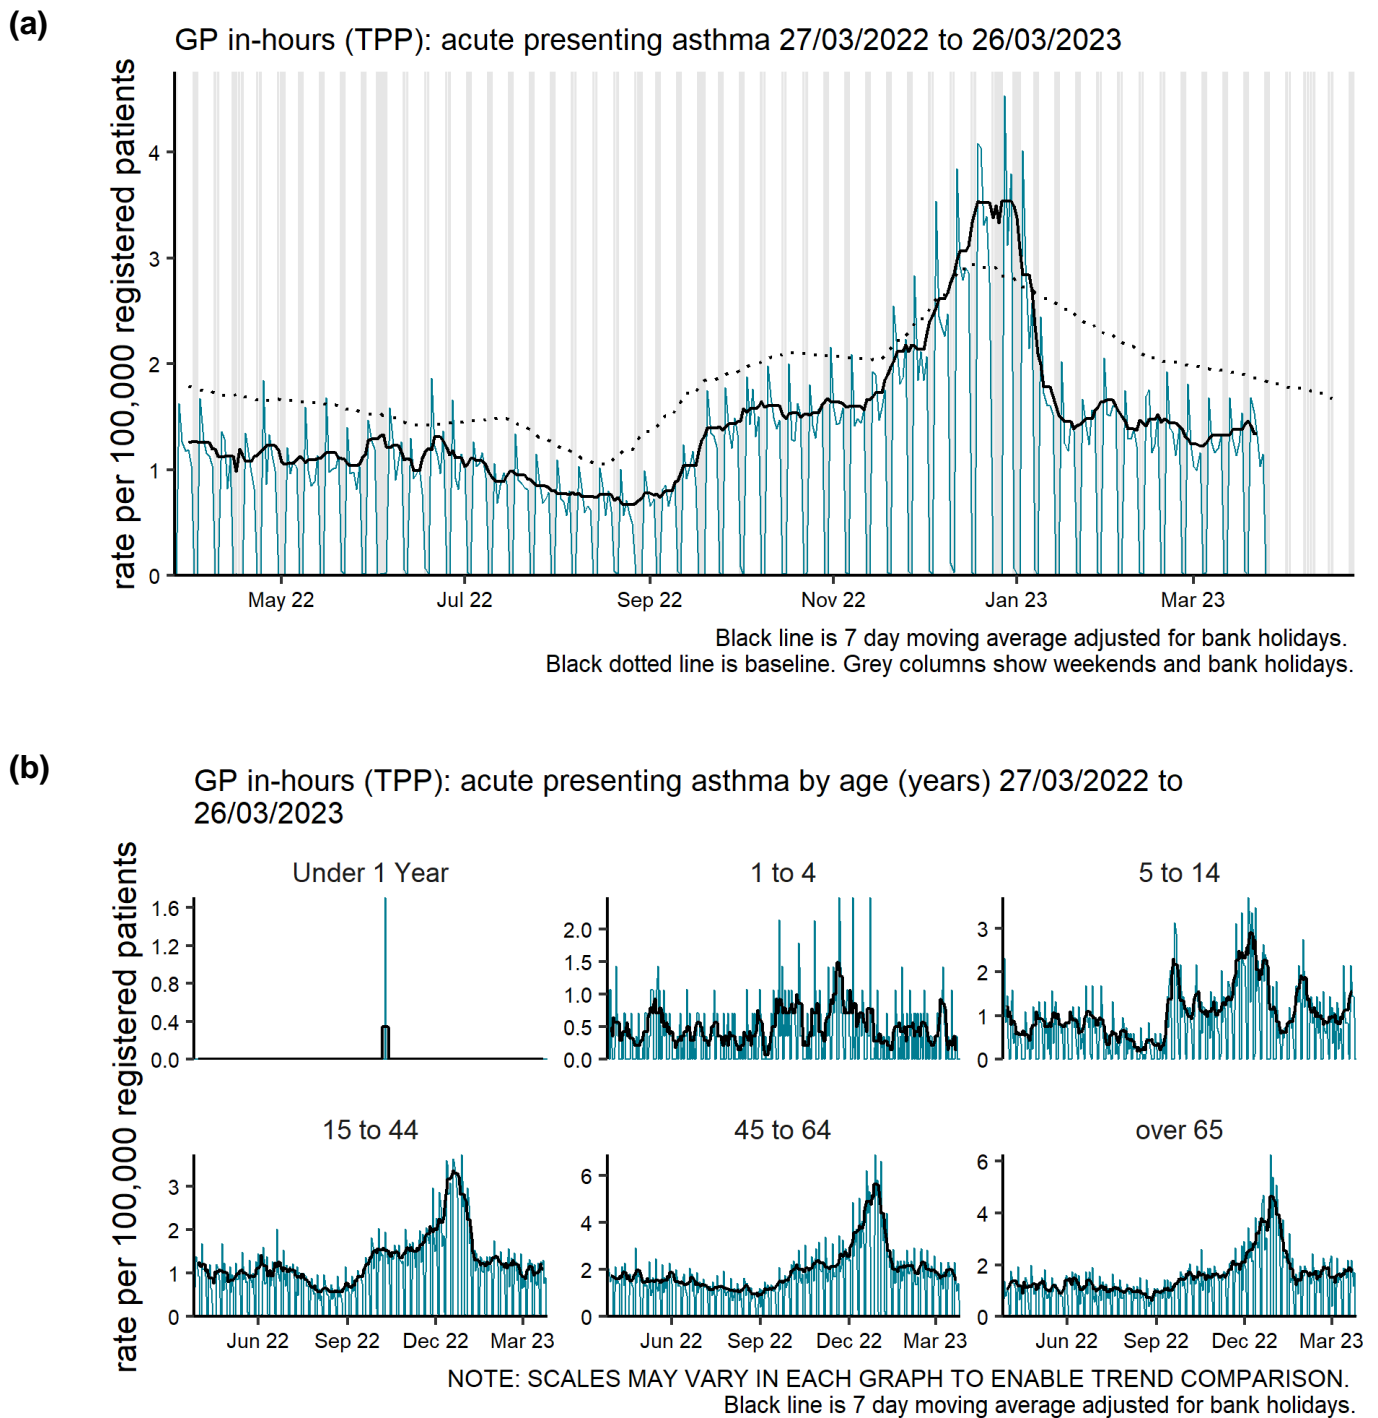 (a)
GP in-hours (TPP): acute presenting asthma 27/03/2022 to 26/03/2023
rate per 100,000 registered patients
4
3
2
1
0
May 22 Jul 22 Sep 22 Nov 22 Jan 23 Mar 23
Black line is 7 day moving average adjusted for bank holidays.
Black dotted line is baseline. Grey columns show weekends and bank holidays.
(b)
GP in-hours (TPP): acute presenting asthma by age (years) 27/03/2022 to
26/03/2023
rate per 100,000 registered patients
Under 1 Year
1.6
1.2
0.8
0.4
0.0
1 to 4
2.0
1.5
1.0
0.5
0.0
5 to 14
3
2
1
0
15 to 44
3
2
1
0
Jun 22 Sep 22 Dec 22 Mar 23
45 to 64
6
4
2
0
Jun 22 Sep 22 Dec 22 Mar 23
over 65
6
4
2
0
Jun 22 Sep 22 Dec 22 Mar 23
NOTE: SCALES MAY VARY IN EACH GRAPH TO ENABLE TREND COMPARISON.
Black line is 7 day moving average adjusted for bank holidays.